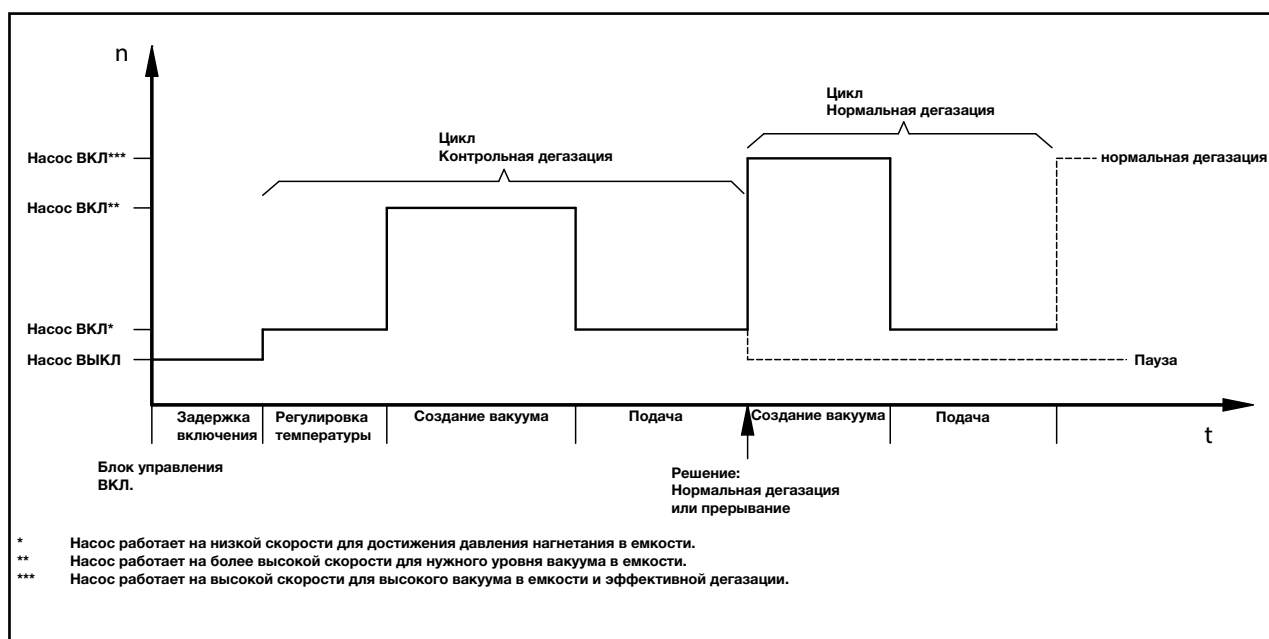 n
Цикл
Нормальная дегазация
Цикл
Контрольная дегазация
Насос ВКЛ***
нормальная дегазация
Насос ВКЛ**
Насос ВКЛ*
Насос ВЫКЛ
Пауза
Задержка
включения
Регулировка
температуры
Создание вакуума
Подача
Создание вакуума
Подача
t
Блок управления
ВКЛ.
Решение:
Нормальная дегазация
или прерывание
* Насос работает на низкой скорости для достижения давления нагнетания в емкости.
** Насос работает на более высокой скорости для нужного уровня вакуума в емкости.
*** Насос работает на высокой скорости для высокого вакуума в емкости и эффективной дегазации.